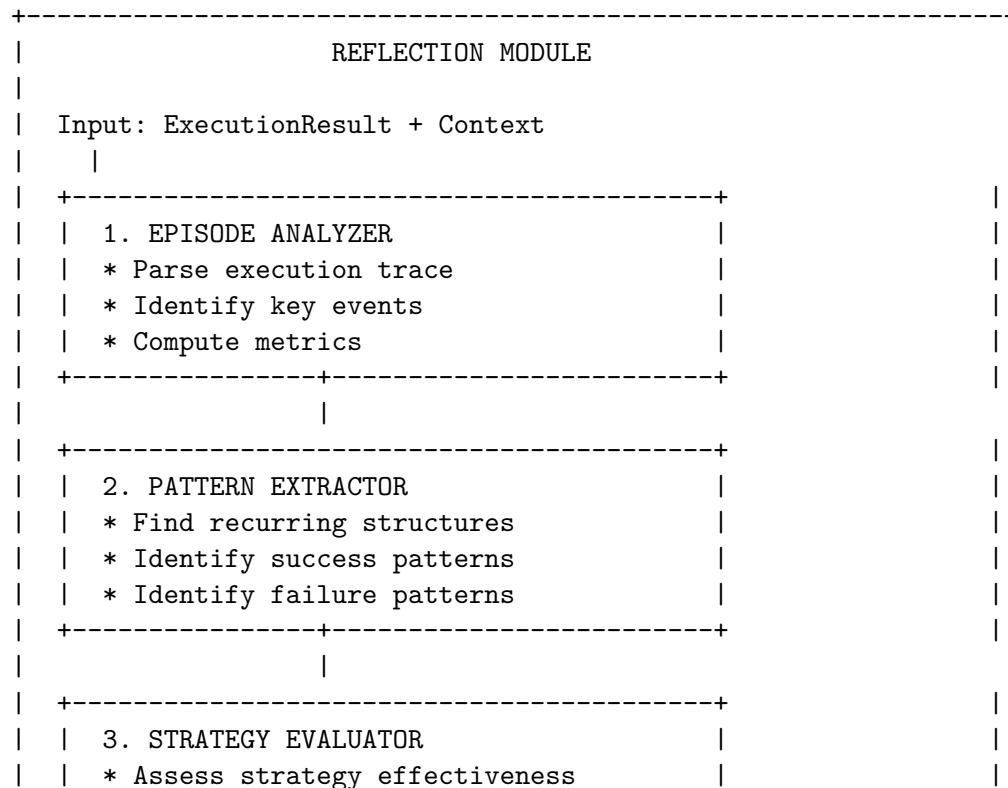 REFLECTION MODULE
Input: ExecutionResult + Context
1. EPISODE ANALYZER
* Parse execution trace
* Identify key events
* Compute metrics
2. PATTERN EXTRACTOR
* Find recurring structures
* Identify success patterns
* Identify failure patterns
3. STRATEGY EVALUATOR
* Assess strategy effectiveness